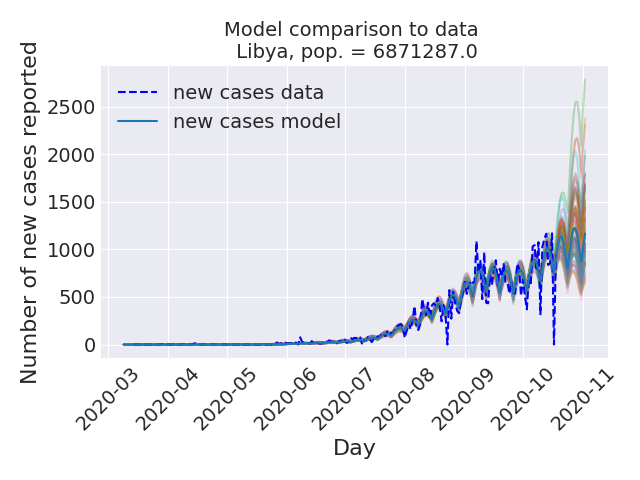 Model comparison to data
Libya, pop. = 6871287.0
Number of new cases reported
new cases data
new cases model
2500
2000
1500
1000
500
0
2020-03
2020-04
2020-05
2020-06
2020-07
2020-08
2020-09
2020-10
2020-11
Day